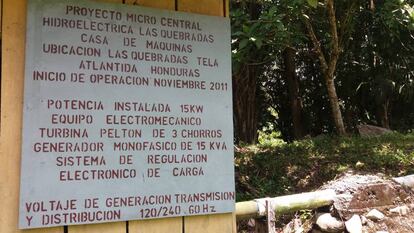 PROYECTO MICRO CENTRAL
HIDROELECTRICA LAS QUEBRADAS
CASA DE MAQUINAS
UBICACION LAS QUEBRADAS TELA
ATLANTIDA HONDURAS
INICIO DE OPERACION NOVIEMBRE 2011
POTENCIA INSTALADA 15KW
EQUIPO ELECTROMECANICO
TURBINA PELTON DE 3 CHORROS
GENERADOR MONOFASICO DE 15 KVA
SISTEMA DE REGULACION
ELECTRONICO DE CARGA
VOLTAJE DE GENERACION TRANSMISION
Y DISTRIBUCION 120/240 60 HZ